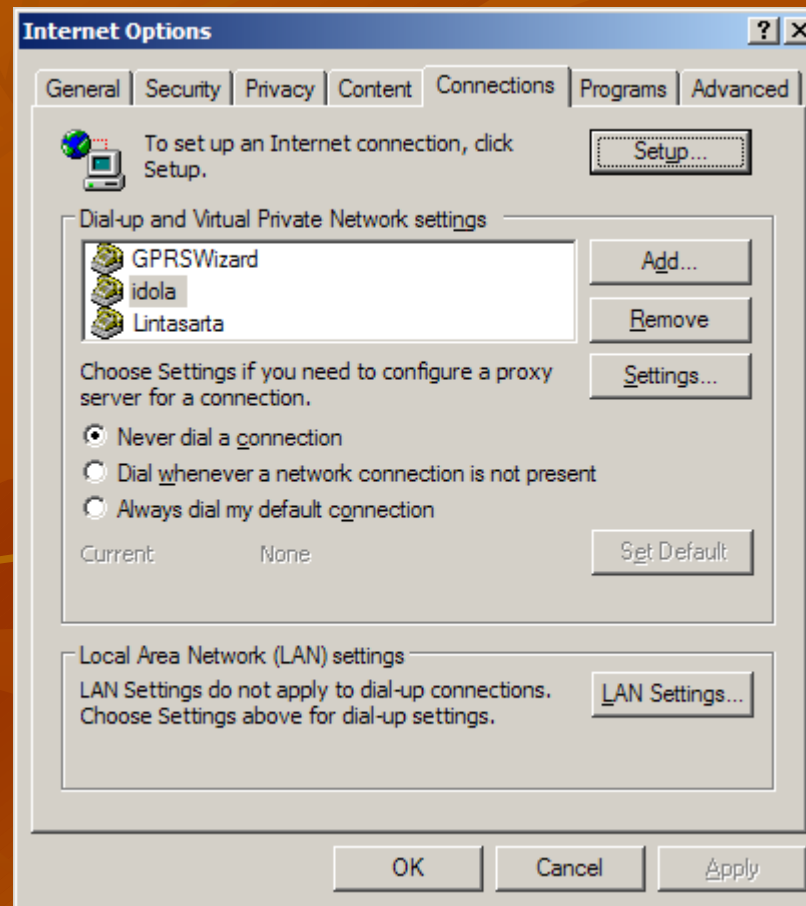 Internet Options
General Security Privacy Content Connections Programs Advanced
To set up an Internet connection, click
Setup.
Setup...
Dial-up and Virtual Private Network settings
GPRSWizard
idola
Lintasarta
Add...
Remove
Choose Settings if you need to configure a proxy
server for a connection.
Settings...
Never dial a connection
Dial whenever a network connection is not present
Always dial my default connection
Current None
Set Default
Local Area Network (LAN) settings
LAN Settings do not apply to dial-up connections.
Choose Settings above for dial-up settings.
LAN Settings...
OK Cancel Apply